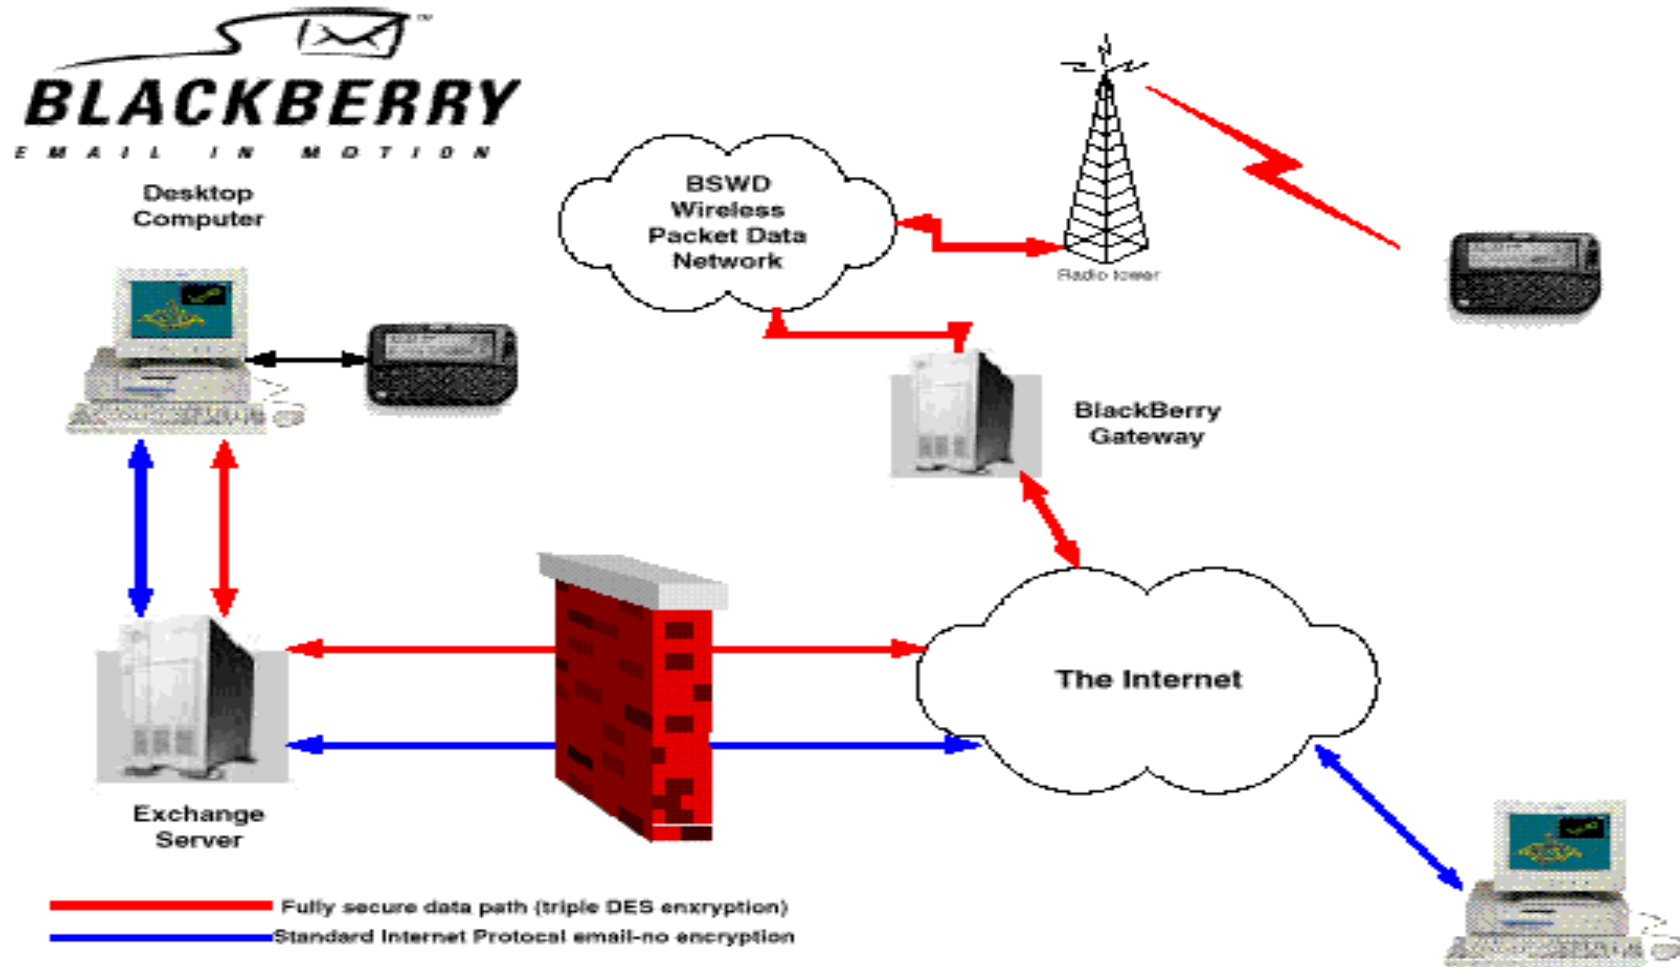 TM
BLACKBERRY
EMAIL IN MOTION
Desktop
Computer
BSWD
Wireless
Packet Data
Network
Radio tower
BlackBerry
Gateway
The Internet
Exchange
Server
Fully secure data path (triple DES enxryption)
Standard Internet Protocal email-no encryption